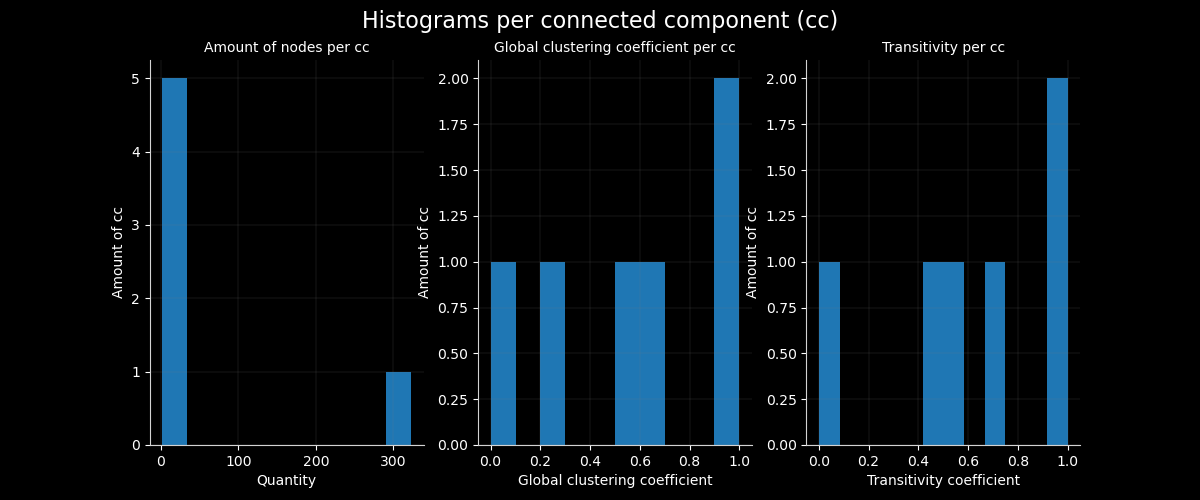 Histograms per connected component (cc)
Amount of nodes per cc
5
4
3
2
1
0
Amount of cc
0 100 200 300
Quantity
Global clustering coefficient per cc
2.00
1.75
1.50
1.25
1.00
0.75
0.50
0.25
0.00
Amount of cc
0.0 0.2 0.4 0.6 0.8 1.0
Global clustering coefficient
Transitivity per cc
2.00
1.75
1.50
1.25
1.00
0.75
0.50
0.25
0.00
Amount of cc
0.0 0.2 0.4 0.6 0.8 1.0
Transitivity coefficient